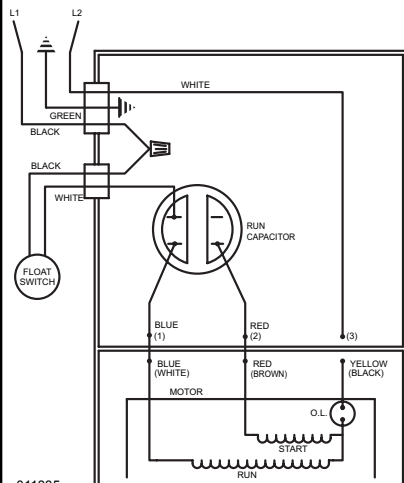 L1
L2
WHITE
GREEN
BLACK
BLACK
WHITE
RUN
CAPACITOR
FLOAT
SWITCH
BLUE
(1)
RED
(2)
(3)
BLUE
(WHITE)
RED
(BROWN)
YELLOW
(BLACK)
MOTOR
O.L.
START
RUN